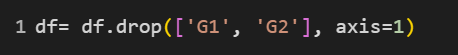 1 df= df.drop(['G1', 'G2'], axis=1)